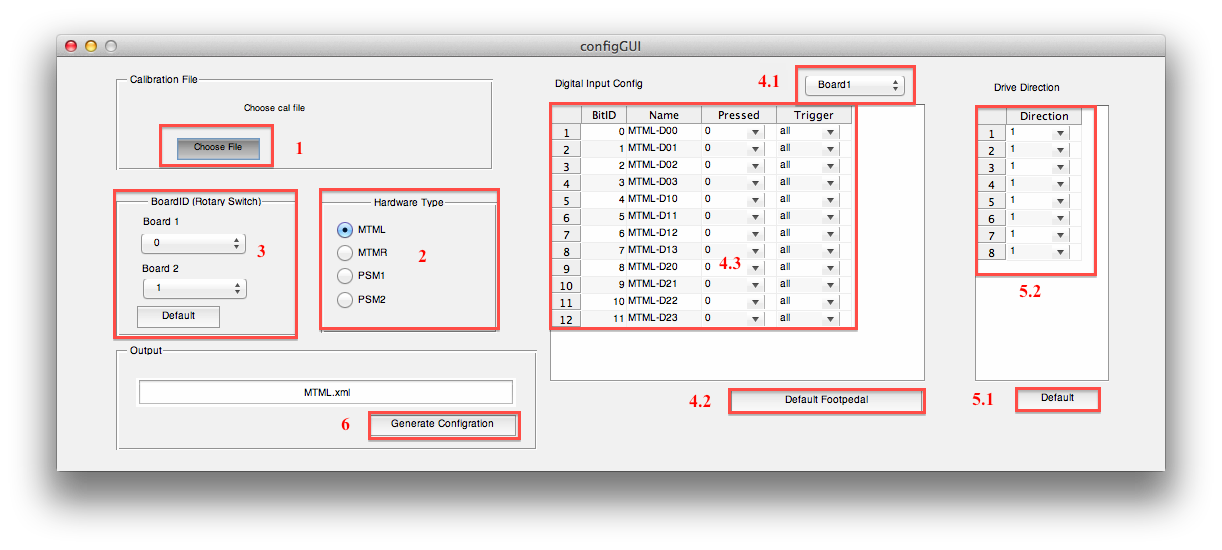 configGUI
Calibration File
Choose cal file
Choose File
1
BoardID (Rotary Switch)
Board 1
0
Board 2
1
Default
3
Hardware Type
MTML
MTMR
PSM1
PSM2
2
Output
MTML.xml
6 Generate Configration
Digital Input Config
4.1
Board1
BitID Name Pressed Trigger
1 0 MTML-D00 0 all
2 1 MTML-D01 0 all
3 2 MTML-D02 0 all
4 3 MTML-D03 0 all
5 4 MTML-D10 0 all
6 5 MTML-D11 0 all
7 6 MTML-D12 0 all
8 7 MTML-D13 0 all
9 8 MTML-D20 0 all
10 9 MTML-D21 0 all
11 10 MTML-D22 0 all
12 11 MTML-D23 0 all
4.3
4.2 Default Footpedal
Drive Direction
Direction
1 1
2 1
3 1
4 1
5 1
6 1
7 1
8 1
5.2
5.1 Default